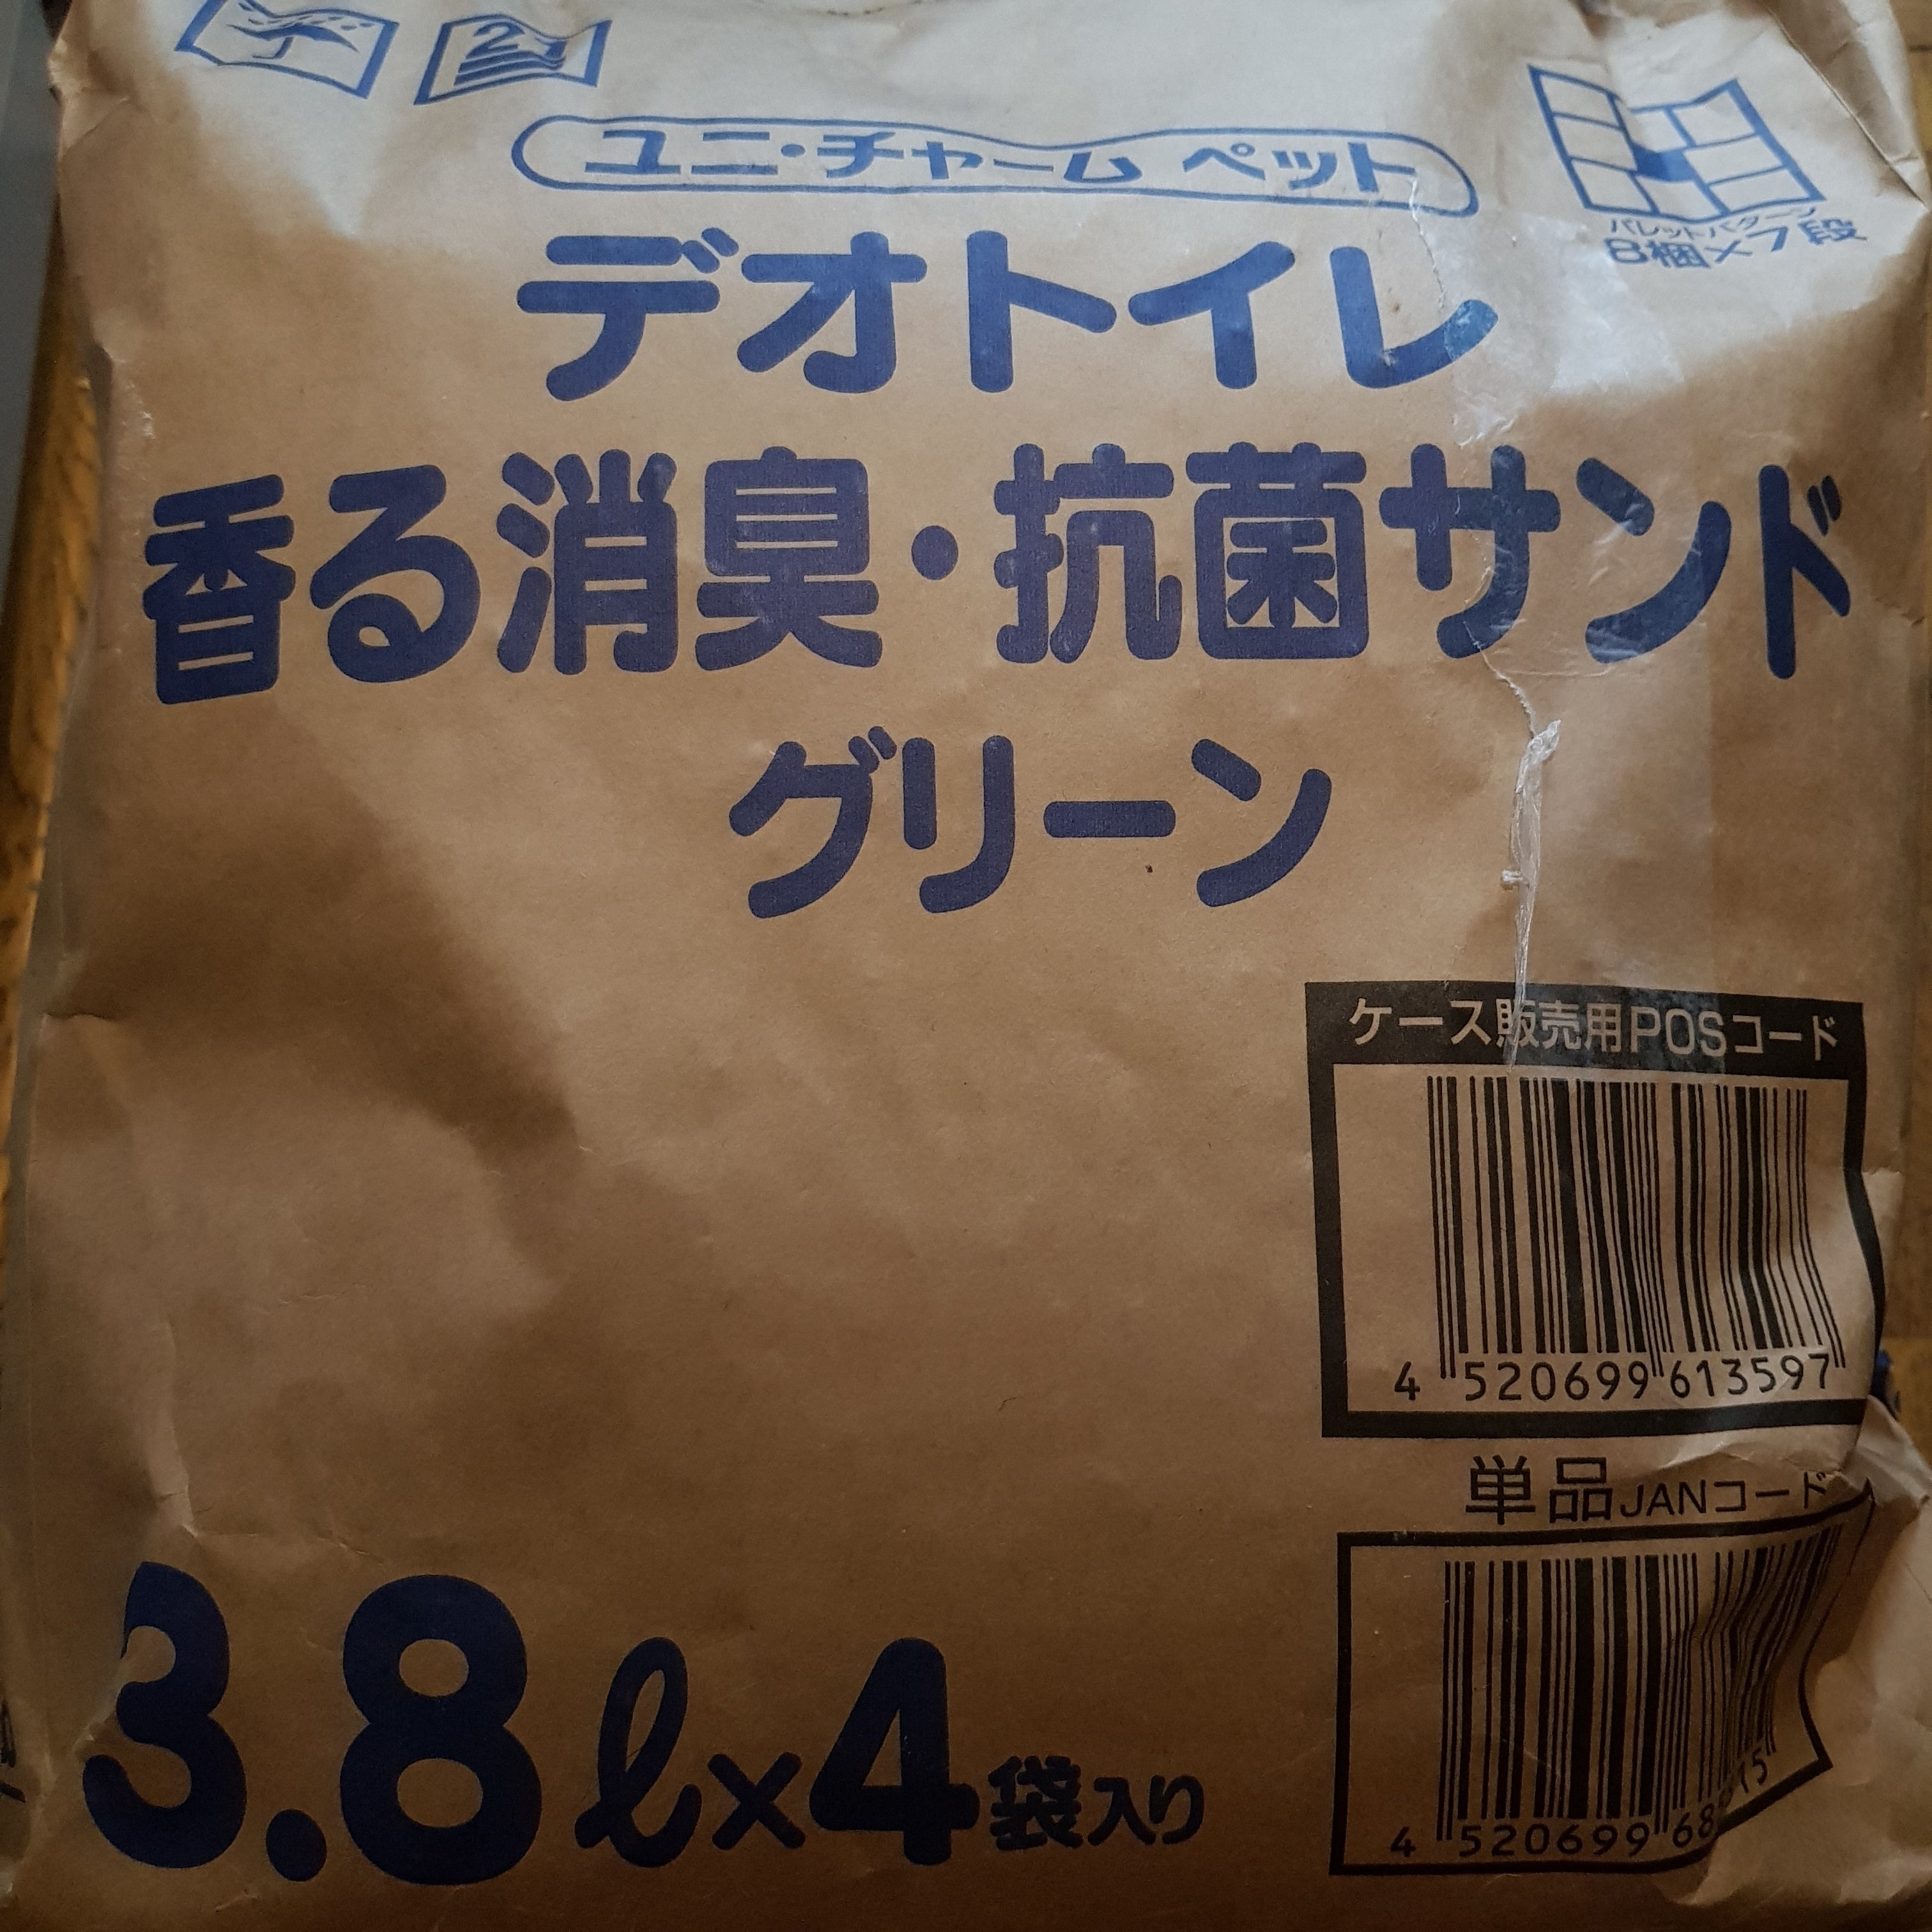 21
ユニ・チャーム ペット
パレットパターン
8梱×7段
デオトイレ
香る消臭・抗菌サンド
グリーン
ケース販売用POSコード
4 520699 613597
単品JANコード
4 520699
3.8ℓ×4袋入り